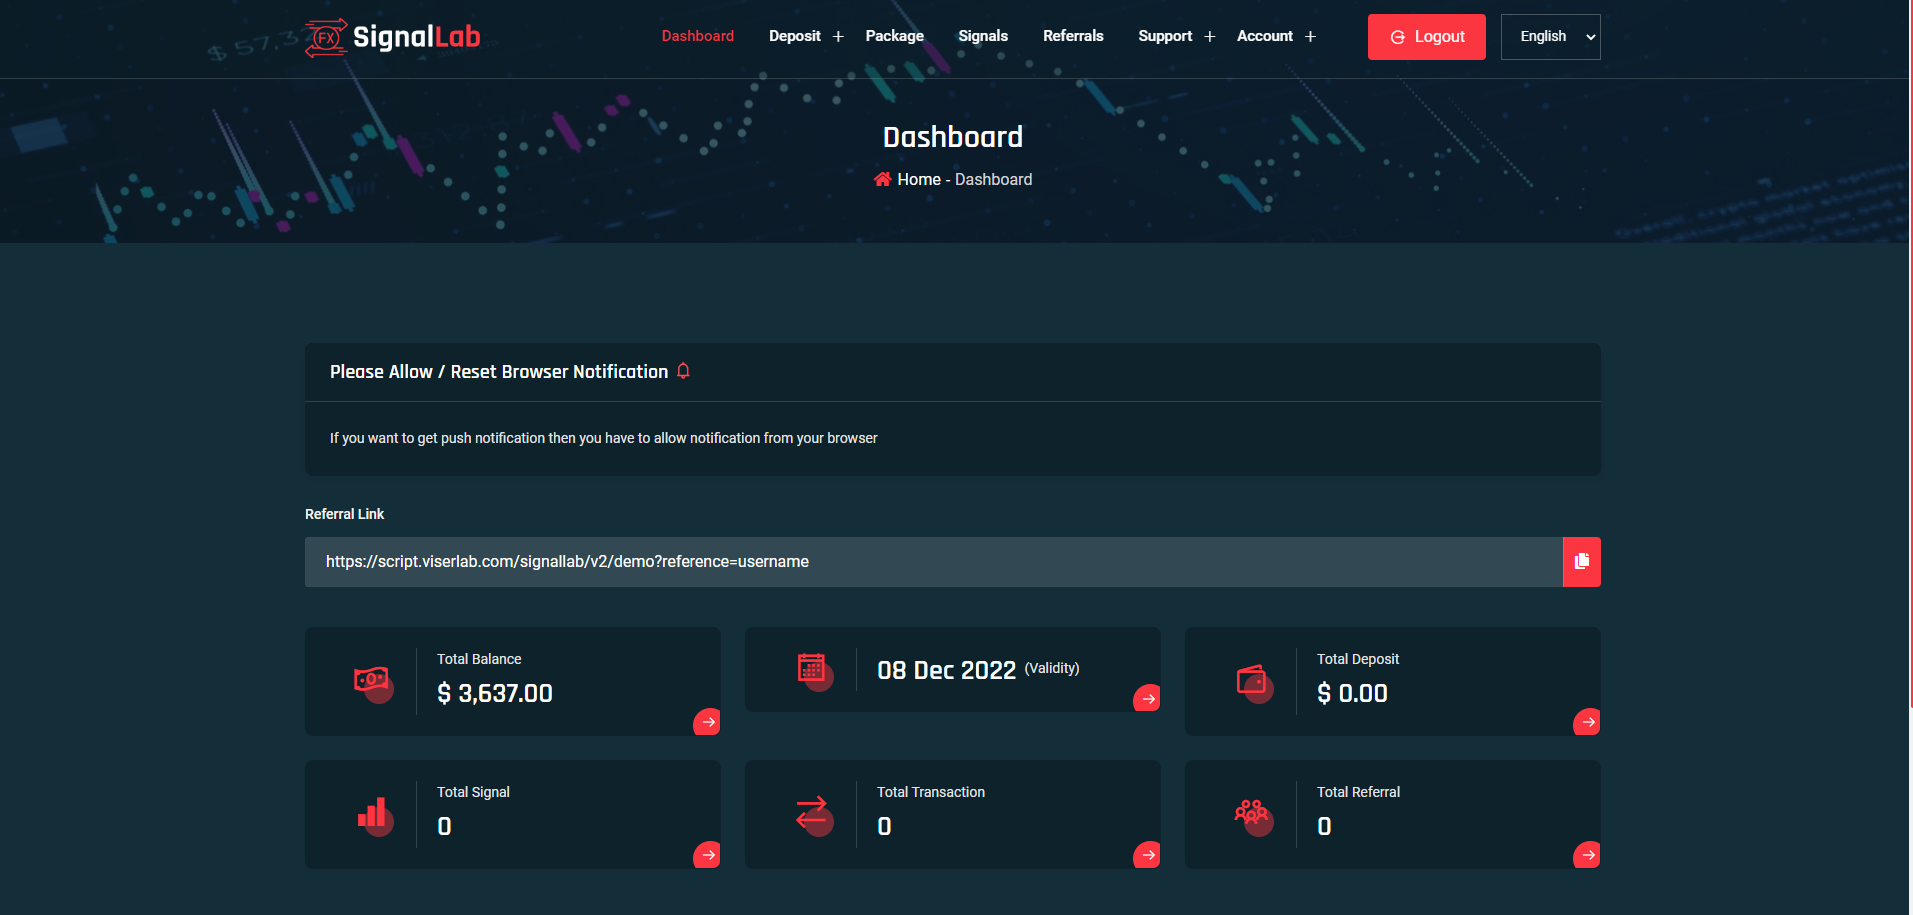 $ 57,32
FX SignalLab
Dashboard Deposit + Package Signals Referrals Support + Account + Logout English
Dashboard
Home - Dashboard
Please Allow / Reset Browser Notification
If you want to get push notification then you have to allow notification from your browser
Referral Link
https://script.viserlab.com/signallab/v2/demo?reference=username
Total Balance
$ 3,637.00
08 Dec 2022 (Validity)
Total Deposit
$ 0.00
Total Signal
0
Total Transaction
0
Total Referral
0